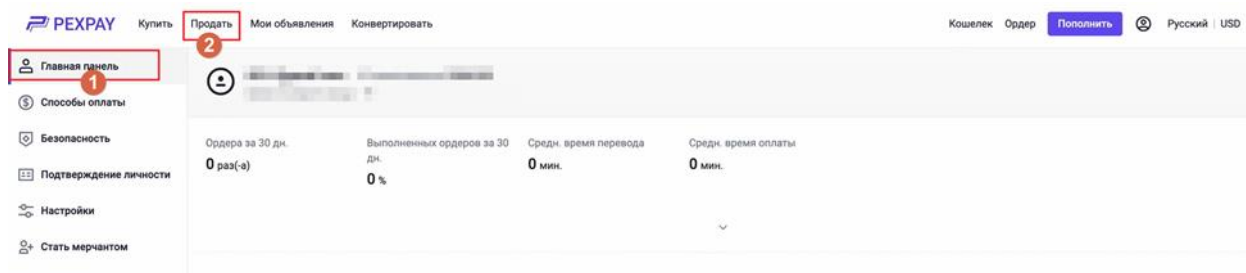 PEXPAY Купить Продать Мои объявления Конвертировать Кошелек Ордер Пополнить Русский | USD
2
Главная панель
1
Способы оплаты
Безопасность
Подтверждение личности
Настройки
Стать мерчантом
Ордера за 30 дн.
0 раз(-а)
Выполненных ордеров за 30
дн.
0 %
Средн. время перевода
0 мин.
Средн. время оплаты
0 мин.